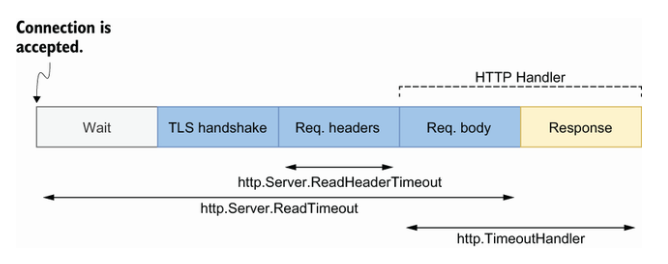 Connection is
accepted.
HTTP Handler
Wait
TLS handshake
Req. headers
Req. body
Response
http.Server.ReadHeaderTimeout
http.Server.ReadTimeout
http.TimeoutHandler